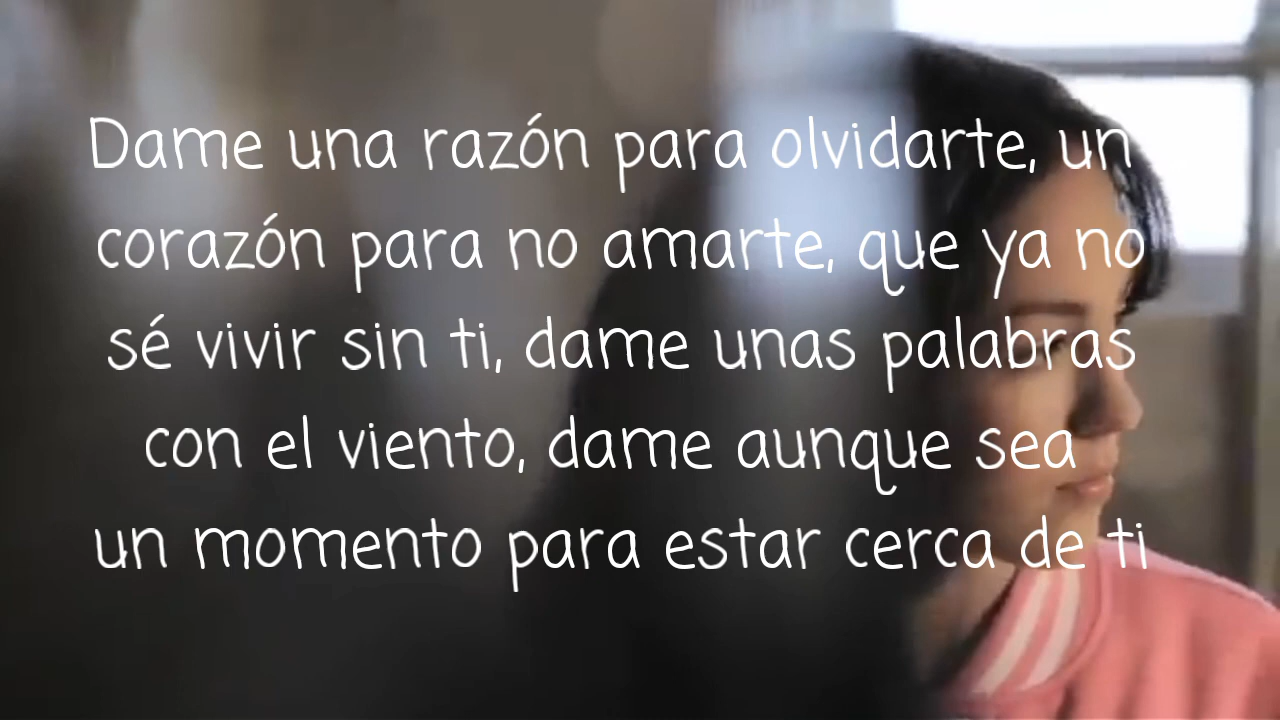 Dame una razón para olvidarte, un
corazón para no amarte, que ya no
sé vivir sin ti, dame unas palabras
con el viento, dame aunque sea
un momento para estar cerca de ti